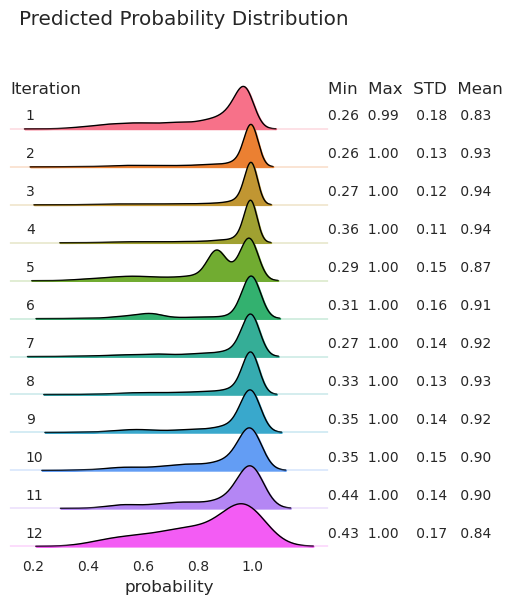 Predicted Probability Distribution
Iteration Min Max STD Mean
1 0.26 0.99 0.18 0.83
2 0.26 1.00 0.13 0.93
3 0.27 1.00 0.12 0.94
4 0.36 1.00 0.11 0.94
5 0.29 1.00 0.15 0.87
6 0.31 1.00 0.16 0.91
7 0.27 1.00 0.14 0.92
8 0.33 1.00 0.13 0.93
9 0.35 1.00 0.14 0.92
10 0.35 1.00 0.15 0.90
11 0.44 1.00 0.14 0.90
12 0.43 1.00 0.17 0.84
0.2 0.4 0.6 0.8 1.0
probability